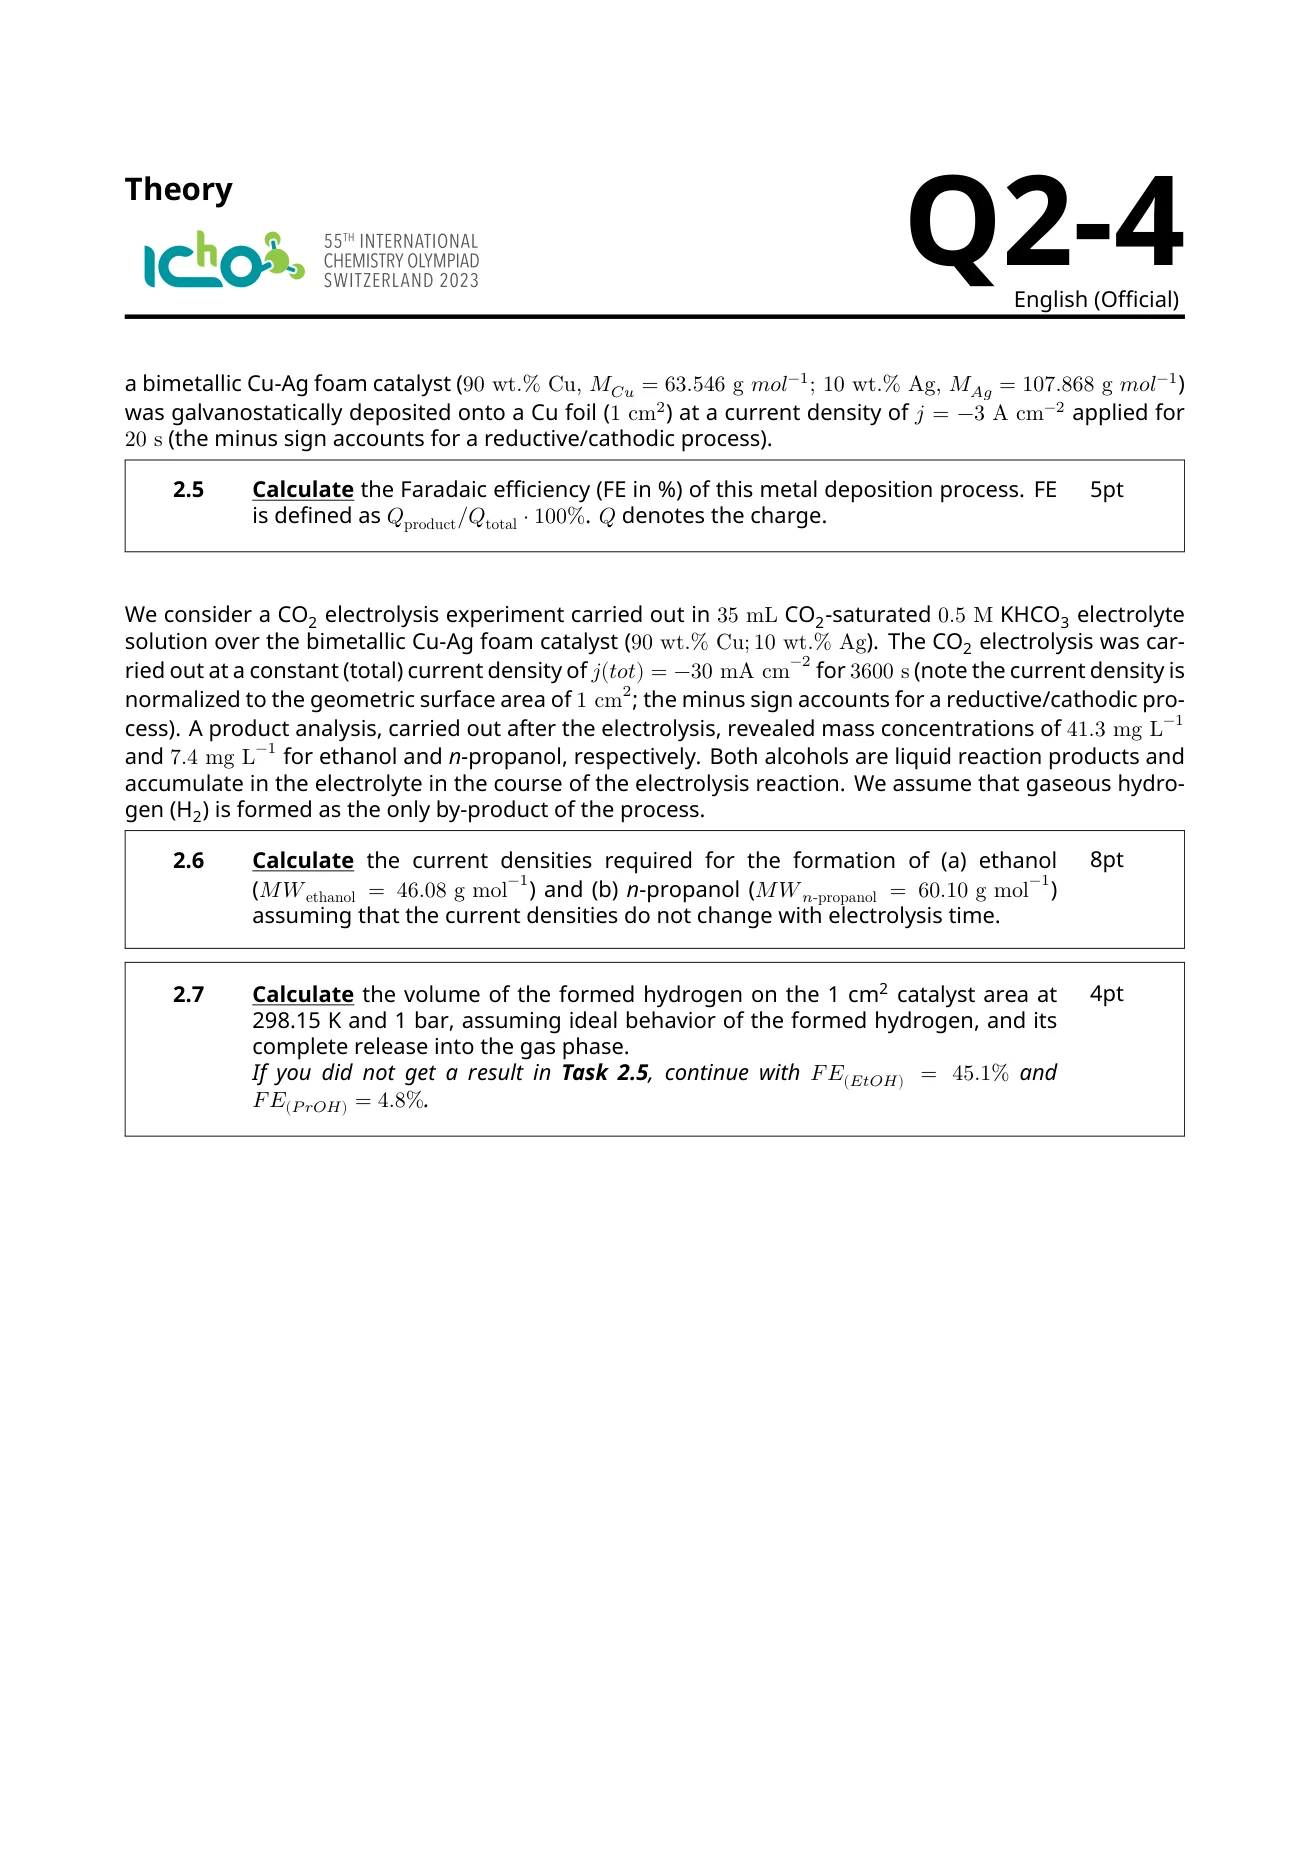 Theory
Q2-4
IChO
55TH INTERNATIONAL
CHEMISTRY OLYMPIAD
SWITZERLAND 2023
English (Official)
a bimetallic Cu-Ag foam catalyst (90 wt.% Cu, M_Cu = 63.546 g mol⁻¹; 10 wt.% Ag, M_Ag = 107.868 g mol⁻¹)
was galvanostatically deposited onto a Cu foil (1 cm²) at a current density of j = −3 A cm⁻² applied for
20 s (the minus sign accounts for a reductive/cathodic process).
2.5 Calculate the Faradaic efficiency (FE in %) of this metal deposition process. FE 5pt
is defined as Q_product/Q_total · 100%. Q denotes the charge.
We consider a CO₂ electrolysis experiment carried out in 35 mL CO₂-saturated 0.5 M KHCO₃ electrolyte
solution over the bimetallic Cu-Ag foam catalyst (90 wt.% Cu; 10 wt.% Ag). The CO₂ electrolysis was car-
ried out at a constant (total) current density of j(tot) = −30 mA cm⁻² for 3600 s (note the current density is
normalized to the geometric surface area of 1 cm²; the minus sign accounts for a reductive/cathodic pro-
cess). A product analysis, carried out after the electrolysis, revealed mass concentrations of 41.3 mg L⁻¹
and 7.4 mg L⁻¹ for ethanol and n-propanol, respectively. Both alcohols are liquid reaction products and
accumulate in the electrolyte in the course of the electrolysis reaction. We assume that gaseous hydro-
gen (H₂) is formed as the only by-product of the process.
2.6 Calculate the current densities required for the formation of (a) ethanol 8pt
(MW_ethanol = 46.08 g mol⁻¹) and (b) n-propanol (MW_n-propanol = 60.10 g mol⁻¹)
assuming that the current densities do not change with electrolysis time.
2.7 Calculate the volume of the formed hydrogen on the 1 cm² catalyst area at 4pt
298.15 K and 1 bar, assuming ideal behavior of the formed hydrogen, and its
complete release into the gas phase.
If you did not get a result in Task 2.5, continue with FE_(EtOH) = 45.1% and
FE_(PrOH) = 4.8%.